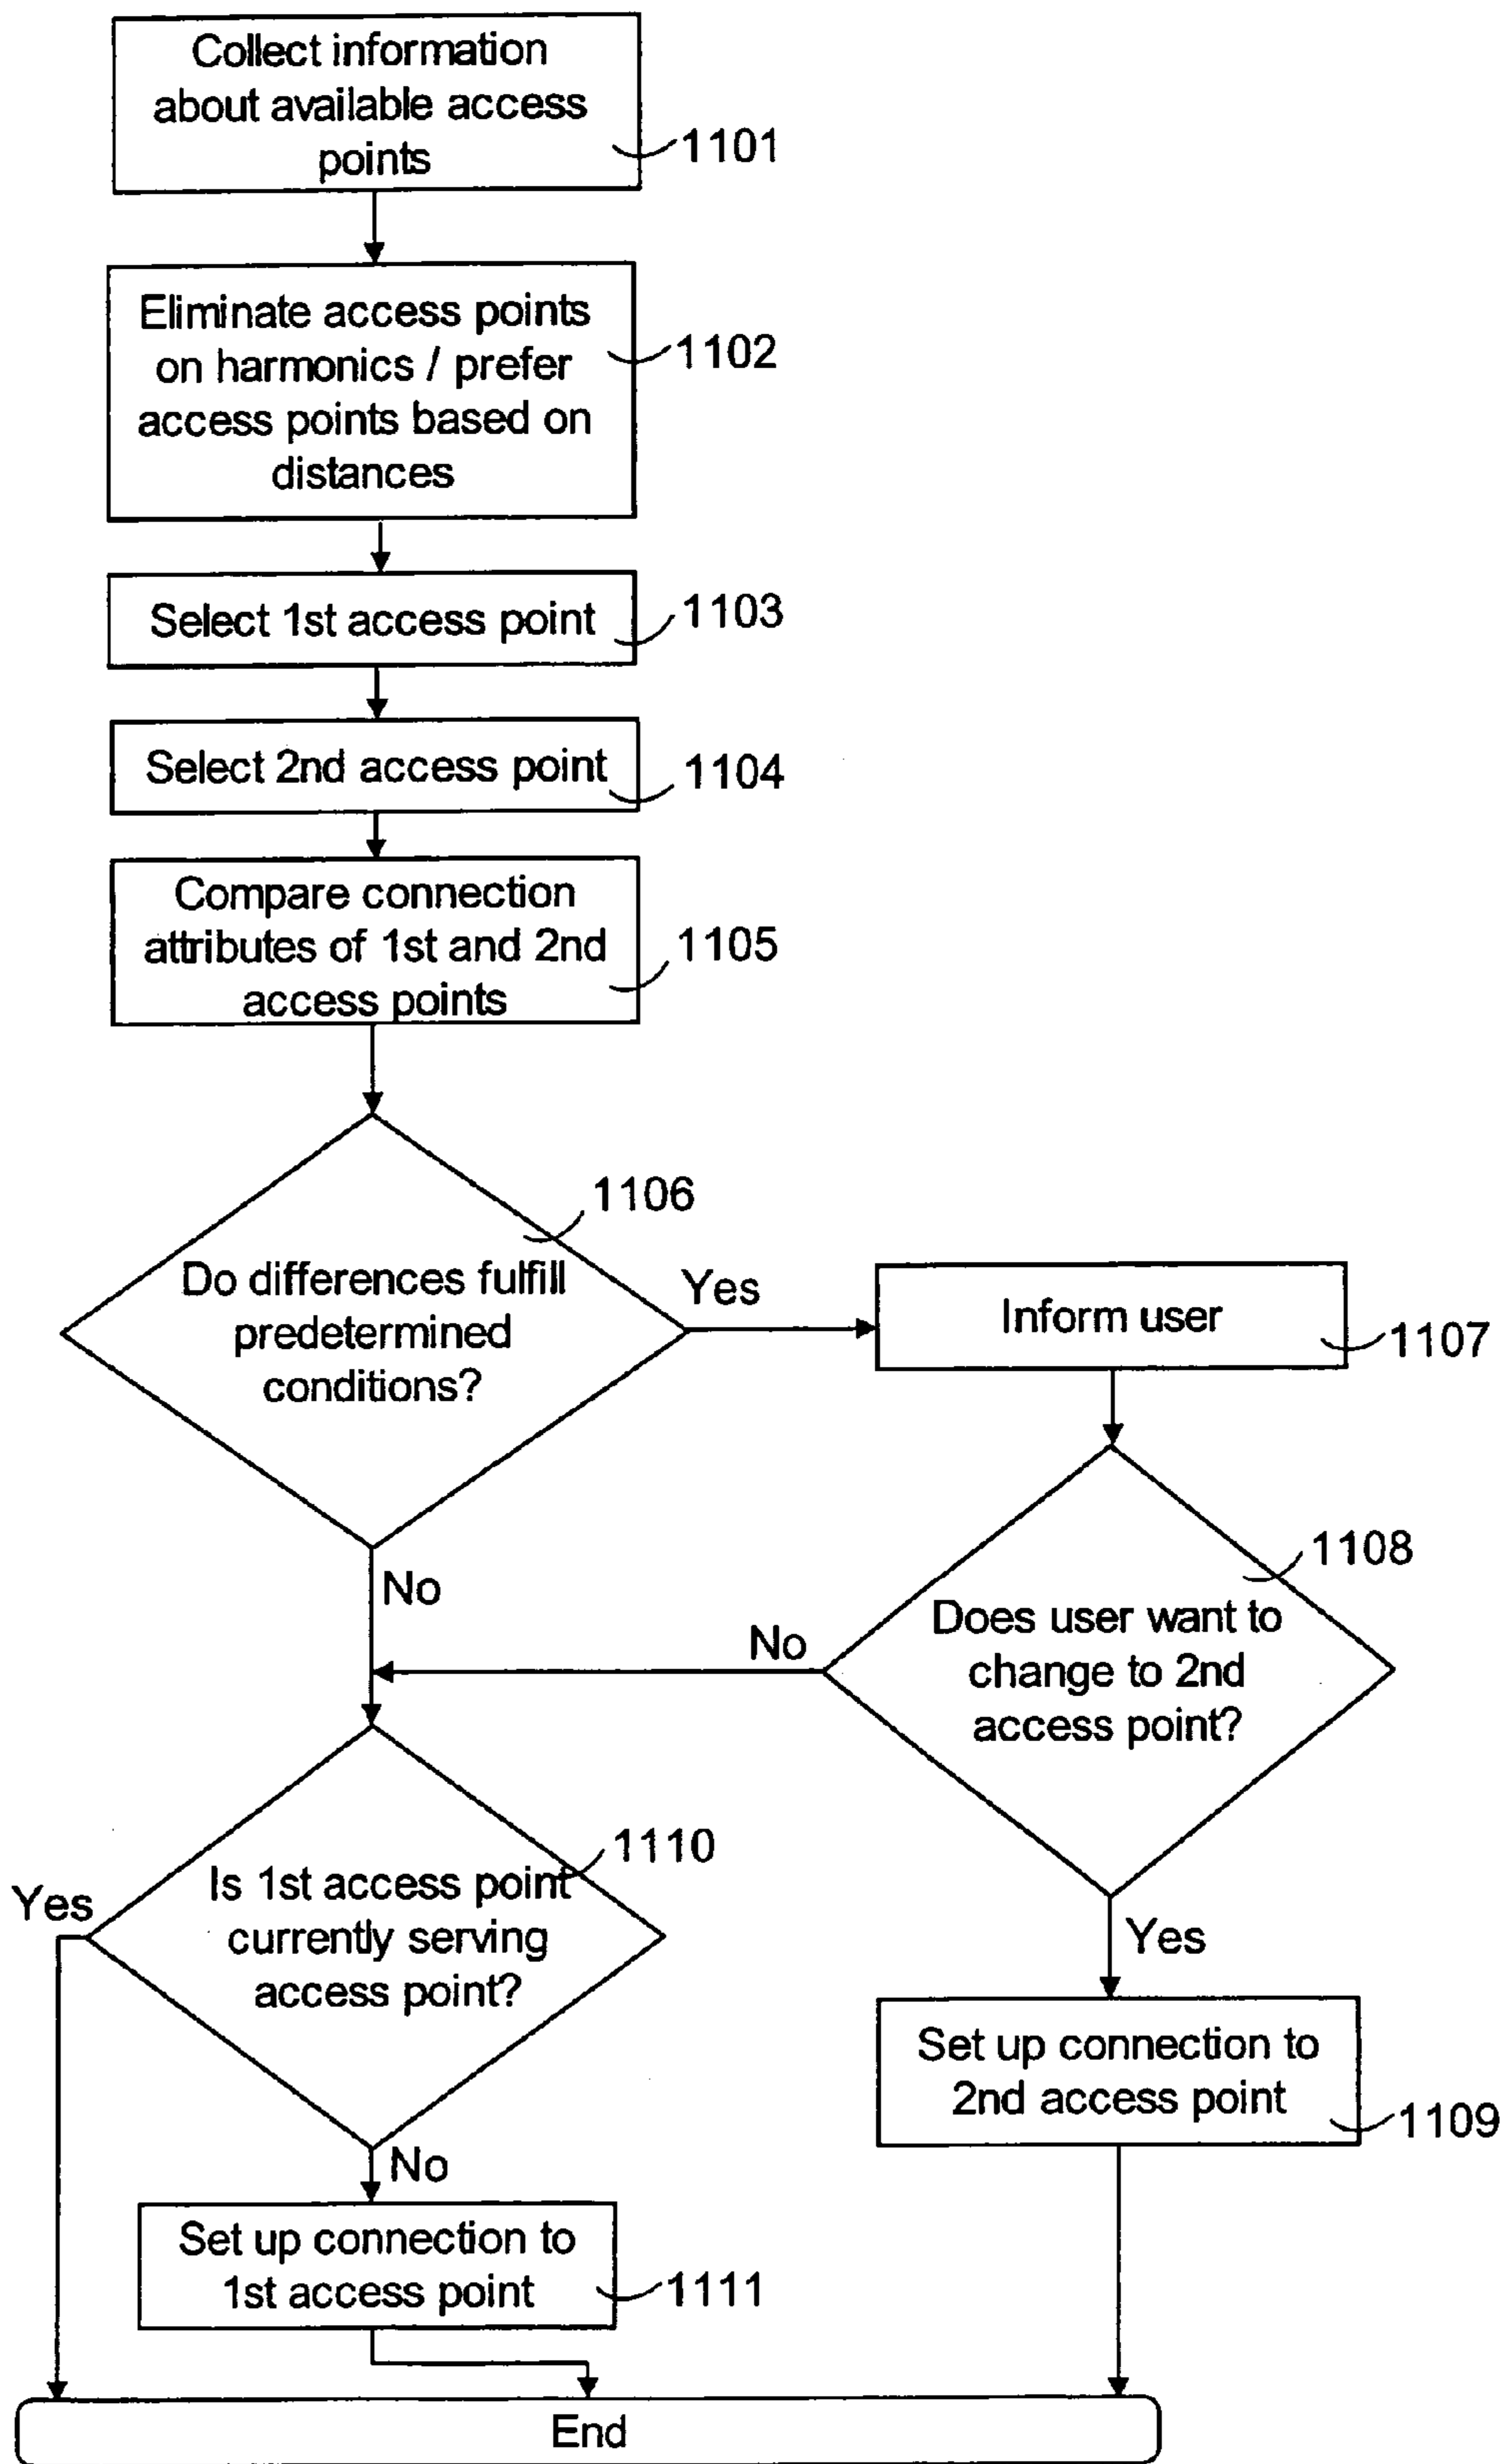 Collect information
about available access
points
1101
Eliminate access points
on harmonics / prefer
access points based on
distances
1102
Select 1st access point
1103
Select 2nd access point
1104
Compare connection
attributes of 1st and 2nd
access points
1105
1106
Do differences fulfill
predetermined
conditions?
Yes
Inform user
1107
No
1108
Does user want to
change to 2nd
access point?
No
1110
Is 1st access point
currently serving
access point?
Yes
Yes
Set up connection to
2nd access point
1109
No
Set up connection to
1st access point
1111
End